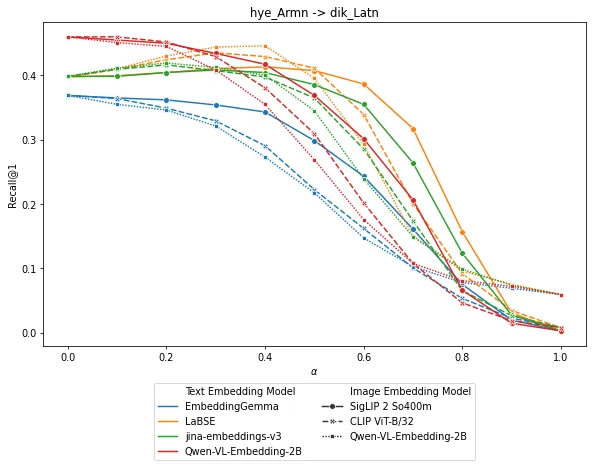 hye_Armn -> dik_Latn
Recall@1
0.4
0.3
0.2
0.1
0.0
0.0 0.2 0.4 0.6 0.8 1.0
α
Text Embedding Model Image Embedding Model
EmbeddingGemma SigLIP 2 So400m
LaBSE CLIP ViT-B/32
jina-embeddings-v3 Qwen-VL-Embedding-2B
Qwen-VL-Embedding-2B